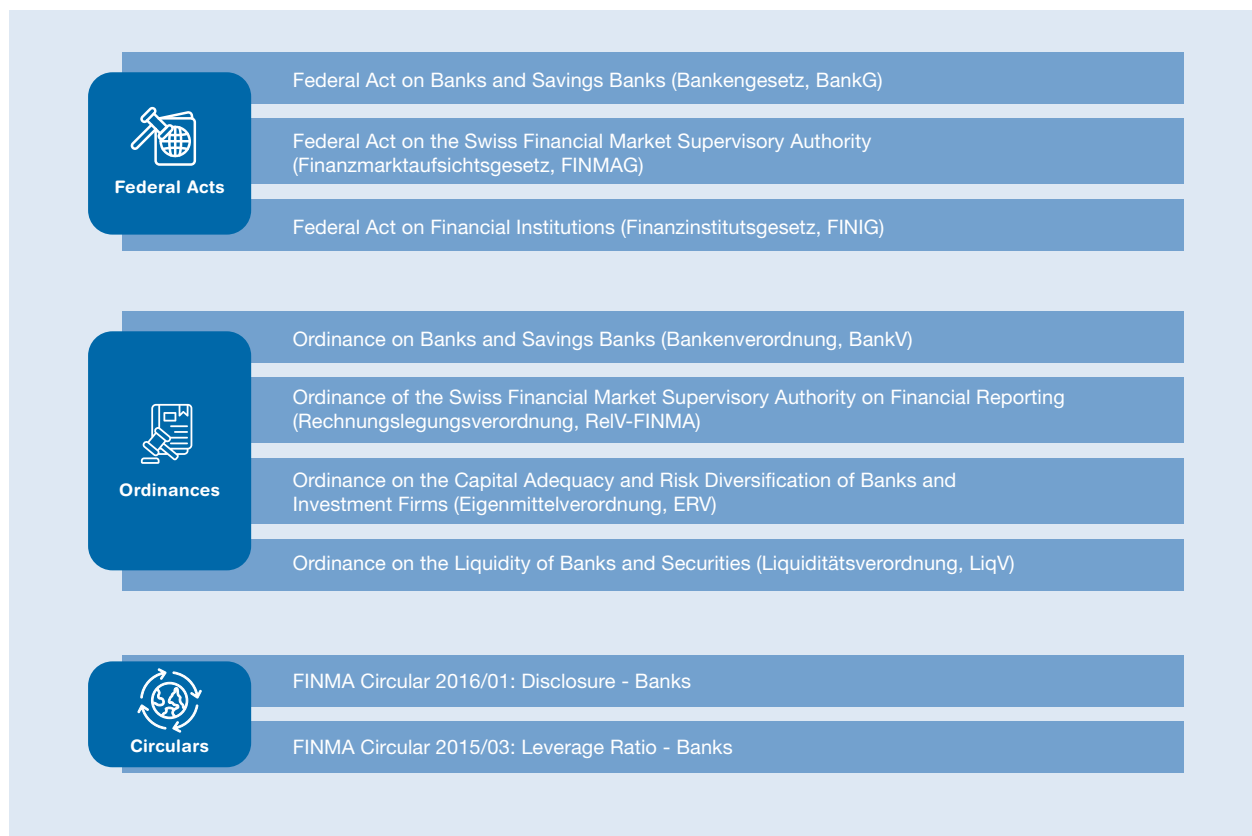 Federal Acts
Federal Act on Banks and Savings Banks (Bankengesetz, BankG)
Federal Act on the Swiss Financial Market Supervisory Authority
(Finanzmarktaufsichtsgesetz, FINMAG)
Federal Act on Financial Institutions (Finanzinstitutsgesetz, FINIG)
Ordinances
Ordinance on Banks and Savings Banks (Bankenverordnung, BankV)
Ordinance of the Swiss Financial Market Supervisory Authority on Financial Reporting
(Rechnungslegungsverordnung, RelV-FINMA)
Ordinance on the Capital Adequacy and Risk Diversification of Banks and
Investment Firms (Eigenmittelverordnung, ERV)
Ordinance on the Liquidity of Banks and Securities (Liquiditätsverordnung, LiqV)
Circulars
FINMA Circular 2016/01: Disclosure - Banks
FINMA Circular 2015/03: Leverage Ratio - Banks